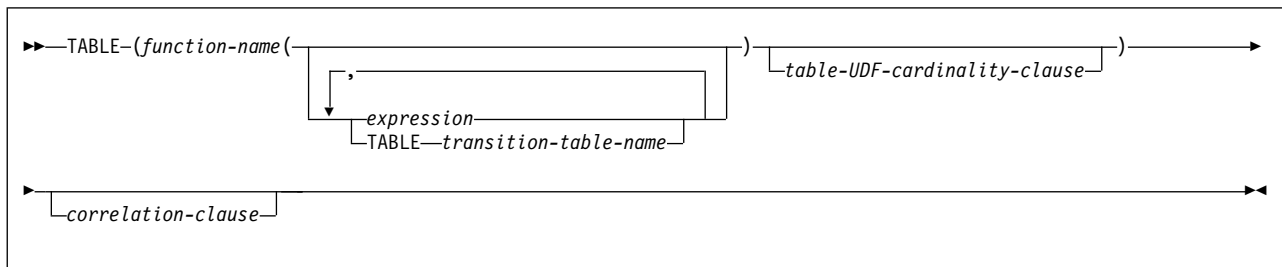 TABLE (function-name( ) )
table-UDF-cardinality-clause
,
expression
TABLE transition-table-name
correlation-clause